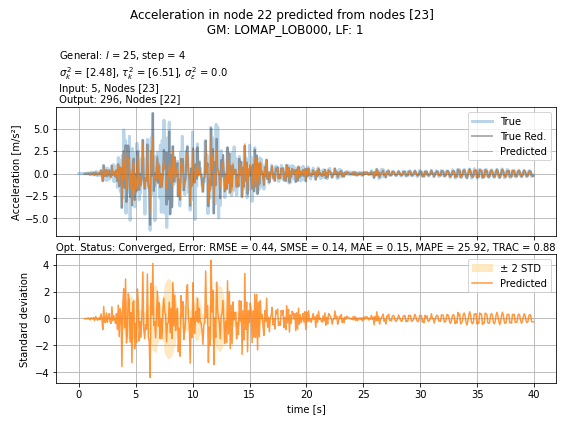 Acceleration in node 22 predicted from nodes [23]
GM: LOMAP_LOB000, LF: 1
General: l = 25, step = 4
σ²ₖ = [2.48], τ²ₖ = [6.51], σ²ε = 0.0
Input: 5, Nodes [23]
Output: 296, Nodes [22]
True
True Red.
Predicted
5.0
2.5
0.0
−2.5
−5.0
Acceleration [m/s²]
Opt. Status: Converged, Error: RMSE = 0.44, SMSE = 0.14, MAE = 0.15, MAPE = 25.92, TRAC = 0.88
± 2 STD
Predicted
4
2
0
−2
−4
Standard deviation
0 5 10 15 20 25 30 35 40
time [s]